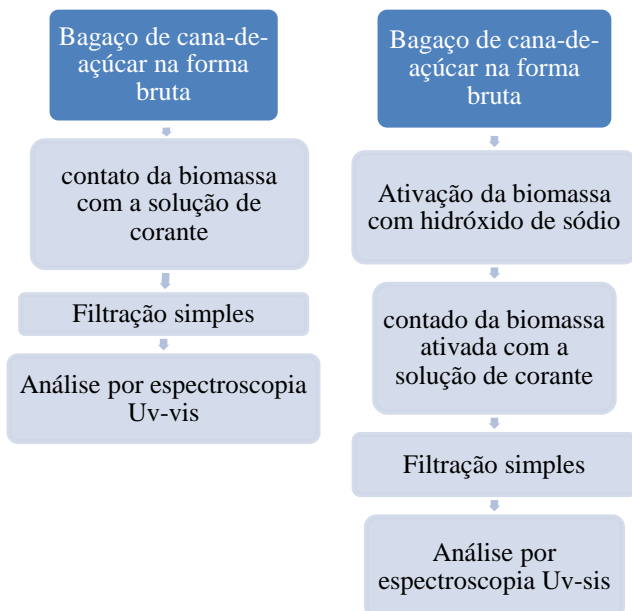 Bagaço de cana-de-
açúcar na forma
bruta
contato da biomassa
com a solução de
corante
Filtração simples
Análise por espectroscopia
Uv-vis
Bagaço de cana-de-
açúcar na forma
bruta
Ativação da biomassa
com hidróxido de sódio
contado da biomassa
ativada com a
solução de corante
Filtração simples
Análise por
espectroscopia Uv-sis